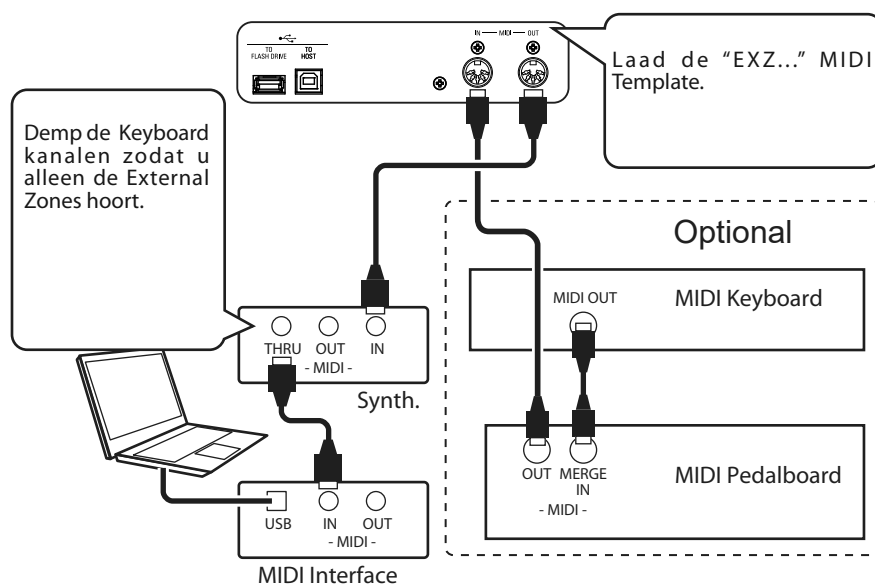 IN — MIDI — OUT
TO
FLASH DRIVE
TO
HOST
Laad de “EXZ...” MIDI
Template.
Demp de Keyboard
kanalen zodat u
alleen de External
Zones hoort.
Optional
MIDI OUT
MIDI Keyboard
THRU OUT IN
- MIDI -
Synth.
OUT MERGE
IN
- MIDI -
MIDI Pedalboard
USB IN OUT
- MIDI -
MIDI Interface